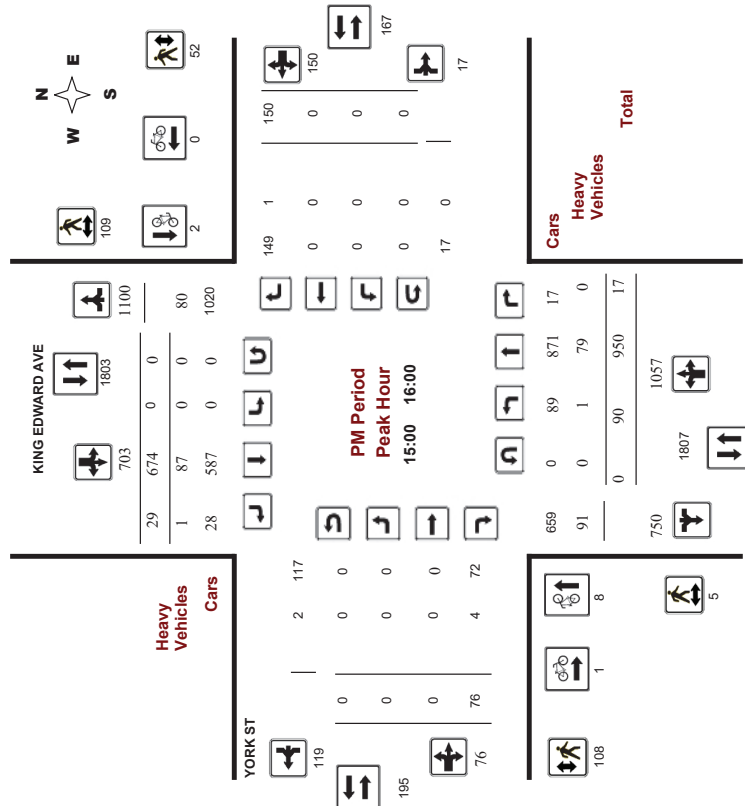 N
E
S
W
52
0
109
2
167
150
17
150 0 0 0
1 0 0 0 0
149 0 0 0 17
KING EDWARD AVE
1803
703
1100
29 674 0 0
1 87 0 0 80
28 587 0 0 1020
Heavy
Vehicles
Cars
PM Period
Peak Hour
15:00 16:00
YORK ST
119
195
76
117 0 0 0 72
2 0 0 0 4
0 0 0 76
Cars
Heavy
Vehicles
Total
659 0 89 871 17
91 0 1 79 0
0 90 950 17
750
1057
1807
8
1
5
108